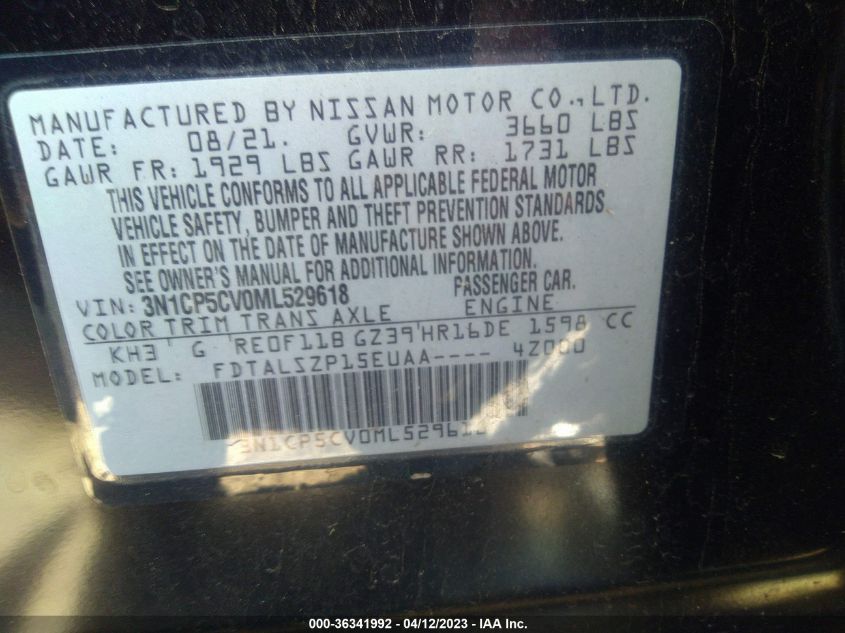 MANUFACTURED BY NISSAN MOTOR CO., LTD.
DATE: 08/21. GVWR: 3660 LBS
GAWR FR: 1929 LBS GAWR RR: 1731 LBS
THIS VEHICLE CONFORMS TO ALL APPLICABLE FEDERAL MOTOR
VEHICLE SAFETY, BUMPER AND THEFT PREVENTION STANDARDS
IN EFFECT ON THE DATE OF MANUFACTURE SHOWN ABOVE.
SEE OWNER'S MANUAL FOR ADDITIONAL INFORMATION.
VIN: 3N1CP5CV0ML529618 PASSENGER CAR.
COLOR TRIM TRANS AXLE ENGINE
KH3 G RE0F11B GZ39 HR16DE 1598 CC
MODEL: FDTALSZP15EUAA---- 4Z000
3N1CP5CV0ML529618
000-36341992 - 04/12/2023 - IAA Inc.